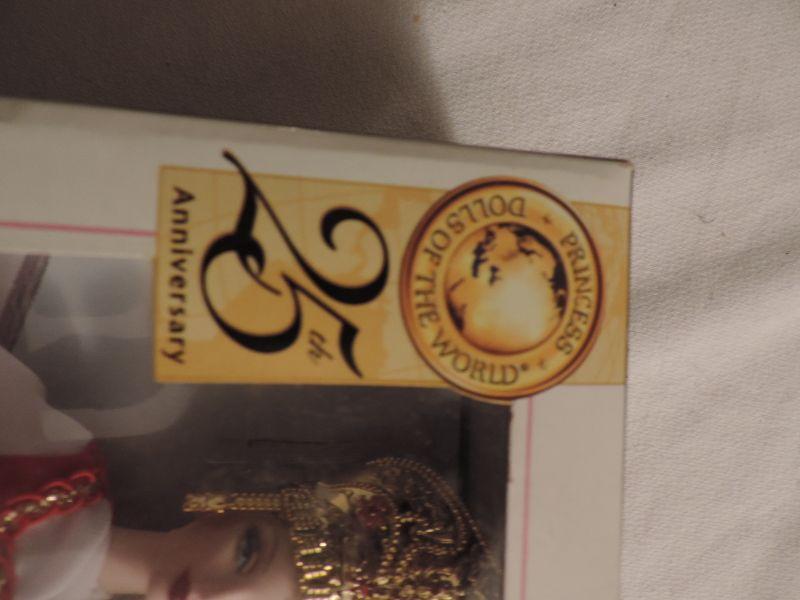 DOLLS OF THE WORLD®
PRINCESS
25th
Anniversary